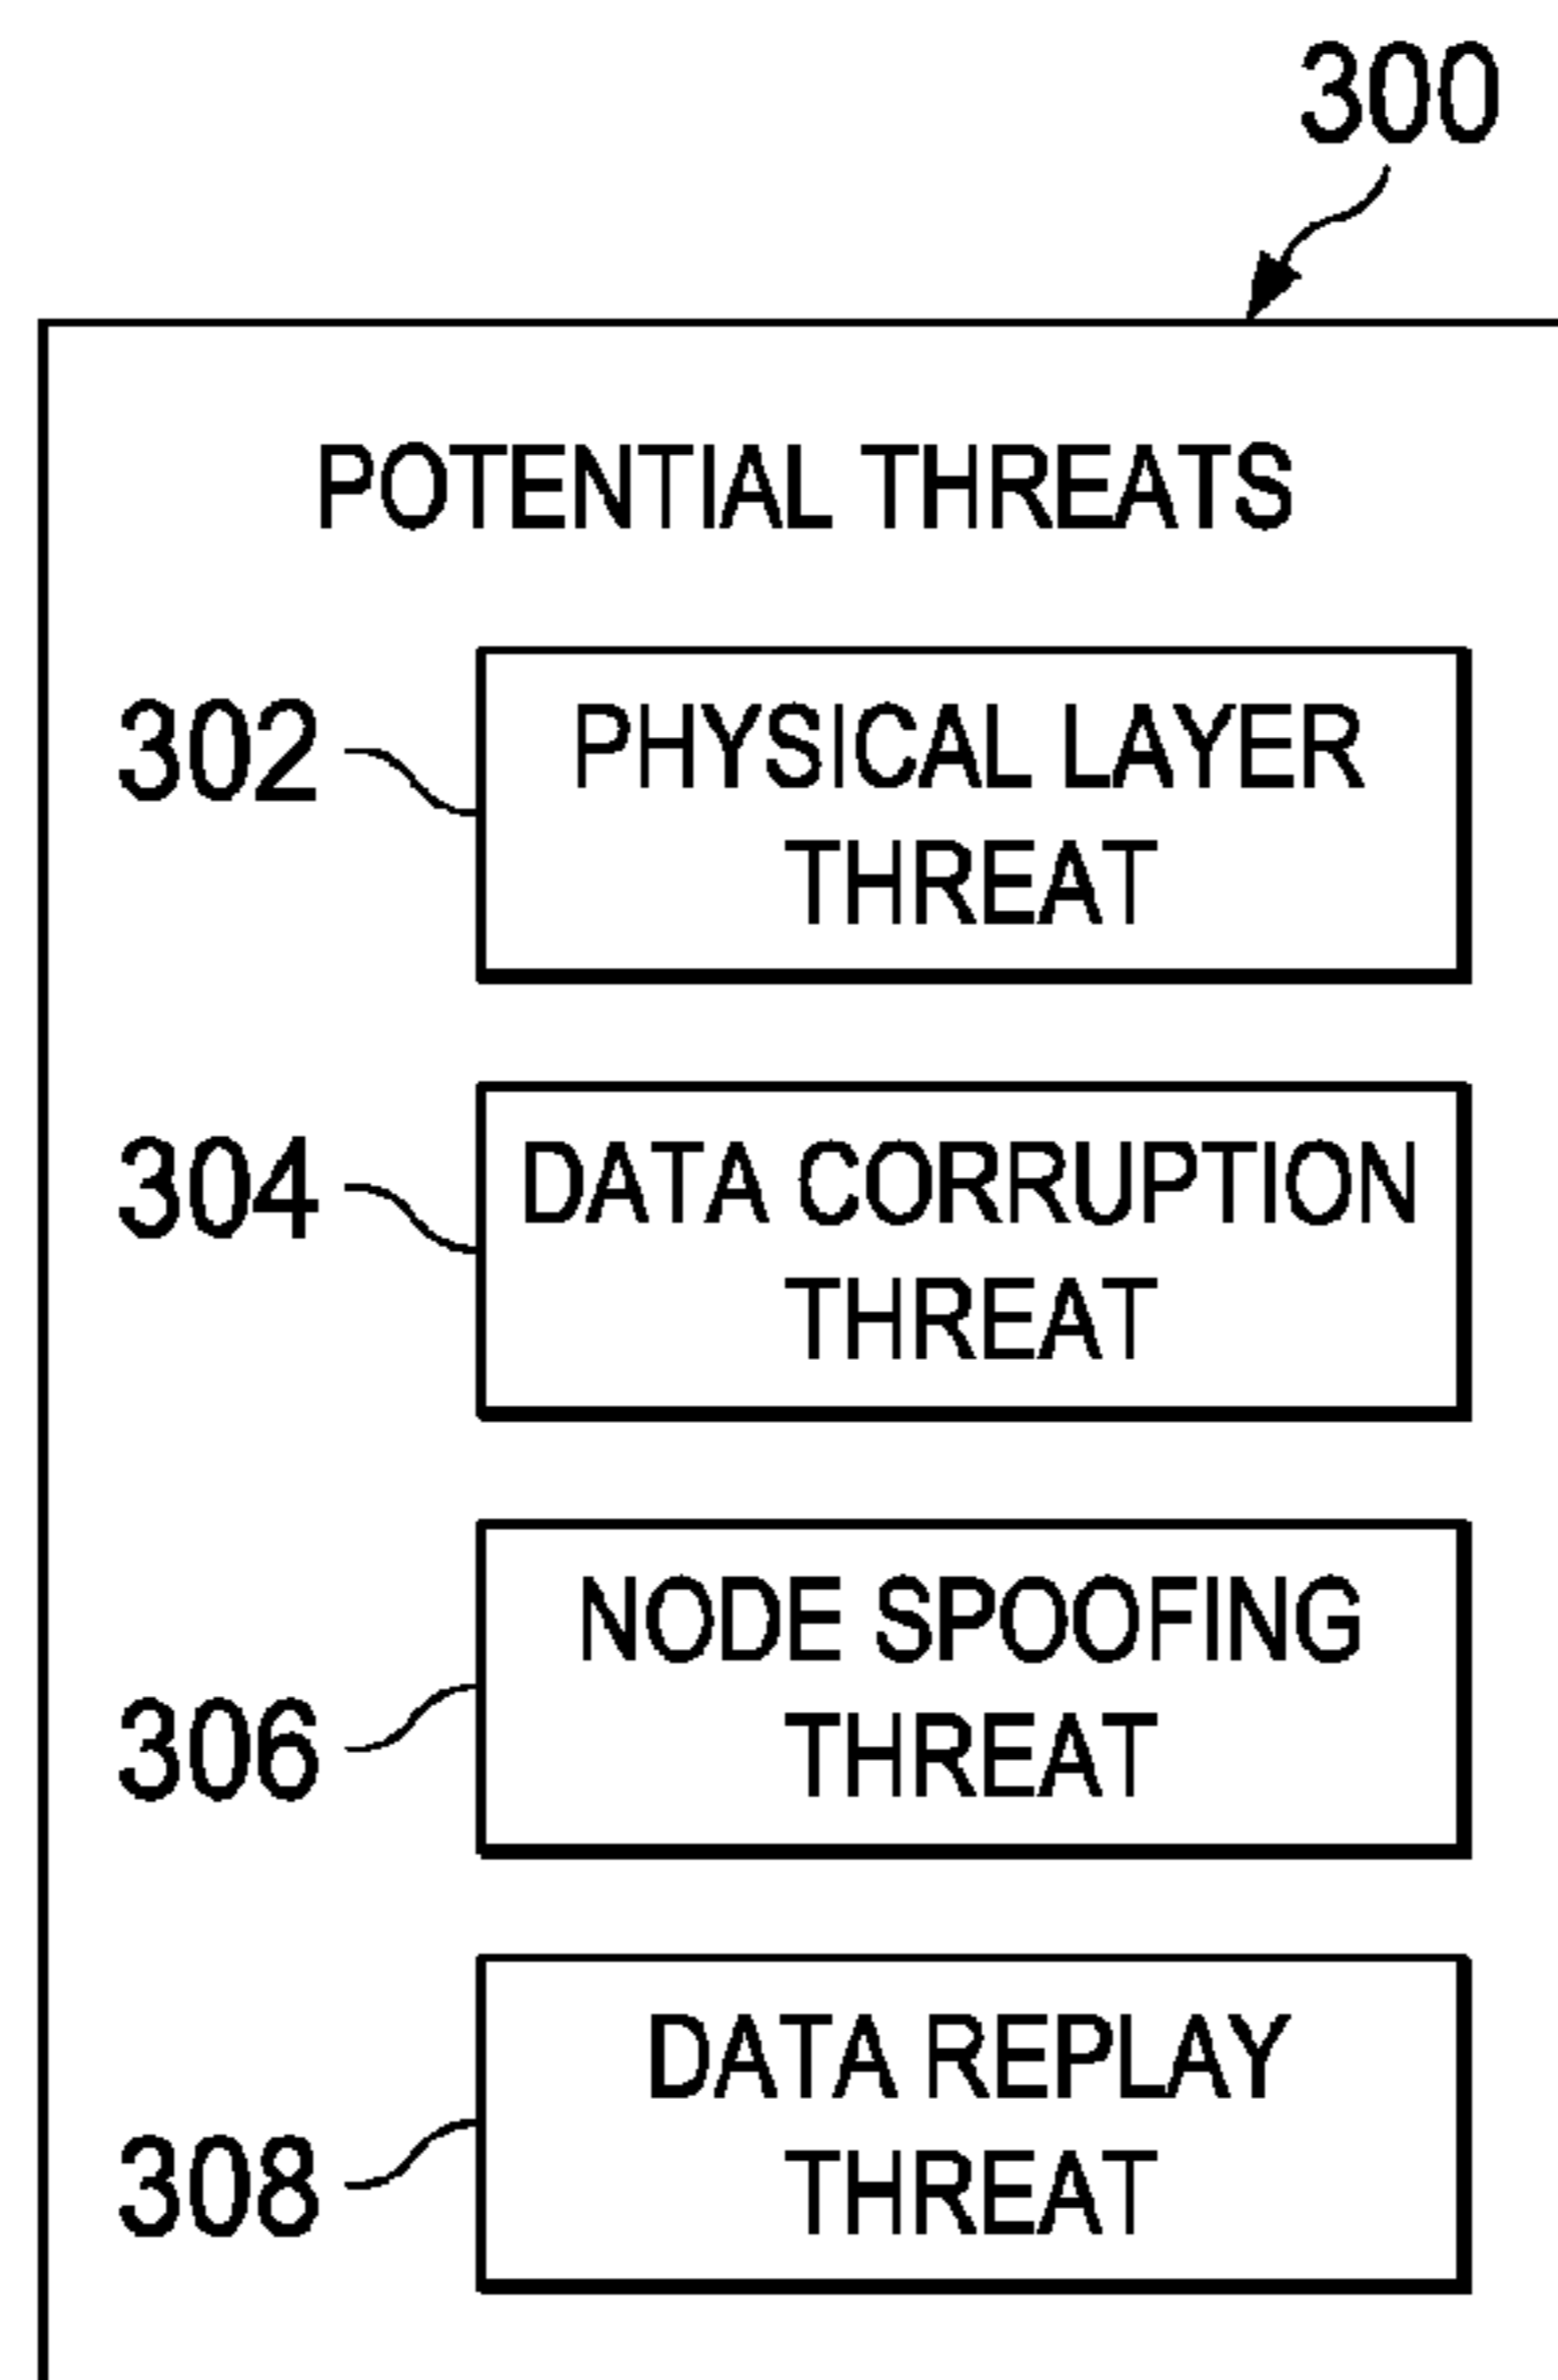 300
POTENTIAL THREATS
302
PHYSICAL LAYER
THREAT
304
DATA CORRUPTION
THREAT
306
NODE SPOOFING
THREAT
308
DATA REPLAY
THREAT